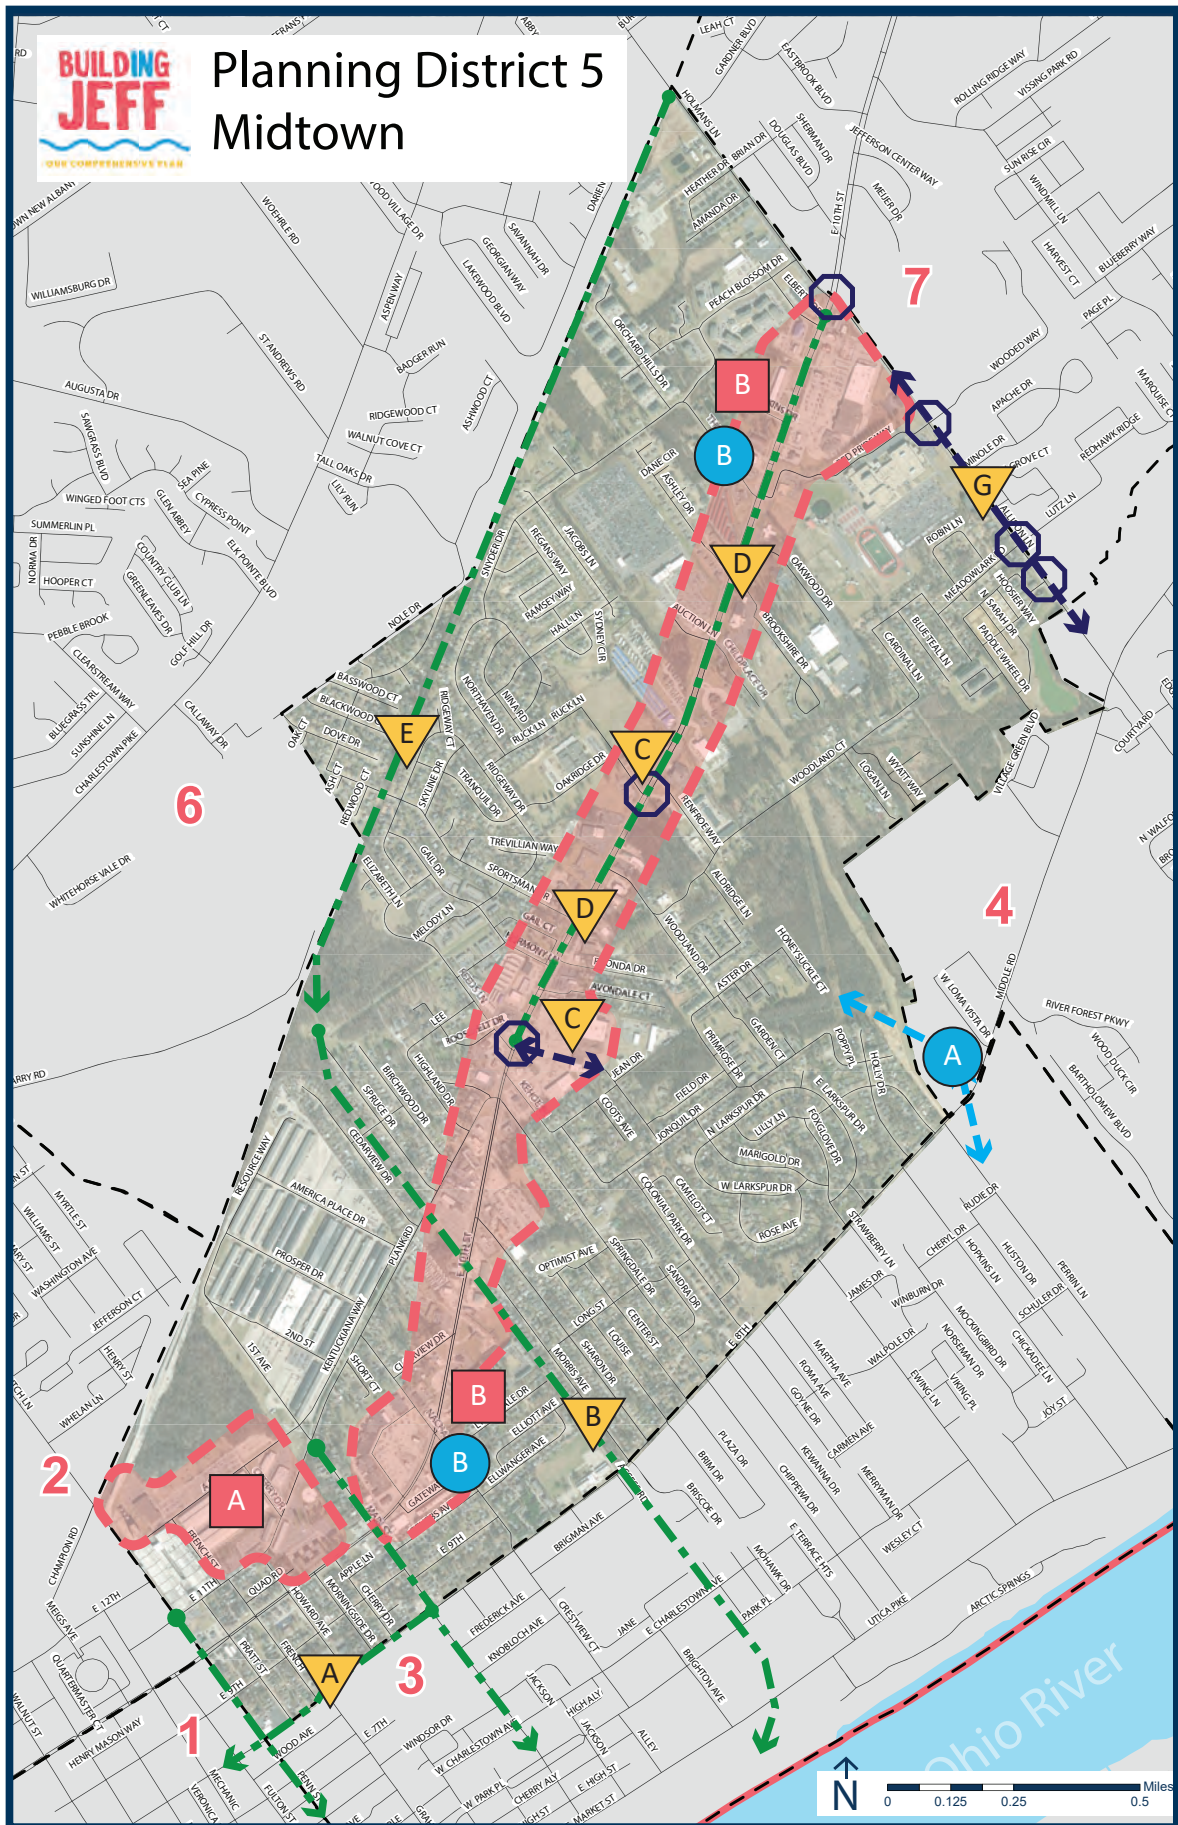 BUILDING
JEFF
OUR COMPREHENSIVE PLAN
Planning District 5
Midtown
LEAH CT
GARDNER BLVD
EASTBROOK BLVD
ROLLING RIDGE WAY
VISSING PARK RD
HOLMANS LN
SHERMAN DR
DOUGLAS BLVD
BRIAN DR
HEATHER DR
AMANDA DR
JEFFERSON CENTER WAY
MEIJER DR
SUN RISE CIR
WINDMILL LN
HARVEST CT
BLUEBERRY WAY
PAGE PL
E 10TH ST
WOEHRLE RD
SAVANNAH DR
GEORGIAN WAY
LAKEWOOD BLVD
WILLIAMSBURG DR
ASPEN WAY
PEACH BLOSSOM DR
7
ST ANDREWS RD
BADGER RUN
ORCHARD HILLS DR
WOODED WAY
B
AUGUSTA DR
ASHWOOD CT
RIDGEWOOD CT
APACHE DR
SAWGRASS BLVD
WALNUT COVE CT
REDHAWK RIDGE
B
TALL OAKS DR
LILY RUN
SEA PINE
DANE CIR
ASHLEY DR
G
WINGED FOOT CTS
GLEN ABBEY
CYPRESS POINT
LUTZ LN
SUMMERLIN PL
NORMA DR
ELK POINTE BLVD
SNYDER DR
REGANS WAY
JACOBS LN
ROBIN LN
COUNTRY CLUB LN
GREENLEAVES DR
HOOPER CT
D
OAKWOOD DR
MEADOWLARK
HOOSIER WAY
N SARAH DR
PADDLE WHEEL DR
RAMSEY WAY
HALL LN
SYDNEY CIR
NOLE DR
AUCTION LN
BROOKSHIRE DR
CHILDPLACE DR
CARDINAL LN
BLUE TEAL LN
PEBBLE BROOK
GOLF HILL DR
CLEARSTREAM WAY
BLUEGRASS TRL
SUNSHINE LN
CHARLESTOWN PIKE
CALLAWAY DR
BASSWOOD CT
BLACKWOOD
OAK CT
DOVE DR
E
RIDGEWAY CT
NORTHAVEN DR
NINA RD
RUCK LN
RUCK LN
C
COURTYARD
VILLAGE GREEN BLVD
WOODLAND CT
LOGAN LN
WYATT WAY
ASH CT
REDWOOD CT
SKYLINE DR
TRANQUIL DR
RIDGEWAY DR
OAKRIDGE DR
6
RENFROE WAY
TREVILLIAN WAY
WHITEHORSE VALE DR
ELIZABETH LN
GAIL DR
MELODY LN
ALDRIDGE LN
D
GAIL CT
4
WOODLAND DR
HONEYSUCKLE CT
ASTER DR
AVONDALE CT
W LOMA VISTA DR
MIDDLE RD
RIVER FOREST PKWY
WOOD DUCK CIR
BARTHOLOMEW BLVD
C
LEE
ROOSEVELT DR
JEAN DR
A
PRIMROSE DR
GARDEN CT
POPPY PL
HOLLY DR
HIGHLAND DR
BIRCHWOOD DR
SPRUCE DR
CEDARVIEW DR
COOTS AVE
FIELD DR
JONQUIL DR
N LARKSPUR DR
LILLY LN
E LARKSPUR DR
FOXGLOVE DR
MARIGOLD DR
W LARKSPUR DR
ROSE AVE
CAMELOT CT
COLONIAL PARK DR
RESOURCE WAY
AMERICA PLACE DR
PROSPER DR
PLANK RD
RUDIE DR
STRAWBERRY LN
CHERYL DR
HOPKINS LN
HUSTON DR
PERRIN LN
MYRTLE ST
WILLIAMS ST
WASHINGTON AVE
JEFFERSON CT
HENRY ST
WHELAN LN
OPTIMIST AVE
SPRINGDALE DR
SANDRA DR
JAMES DR
WINBURN DR
SCHULER DR
MOCKINGBIRD DR
NORSEMAN DR
CHICKADEE LN
2ND ST
1ST AVE
KENTUCKIANA WAY
SHORT CT
LONG ST
CENTER ST
LOUISE
SHARON DR
MORRIS AVE
E 8TH
MARTHA AVE
WALPOLE DR
ROMA AVE
GOYNE DR
EWING LN
VIKING PL
JOY ST
B
B
B
ELLIOTT AVE
ELLWANGER AVE
PLAZA DR
BRIM DR
KEWANNA DR
CARMEN AVE
MERRYMAN DR
CHIPPEWA DR
BRISCOE DR
2
A
CHAMPION RD
FRENCH ST
E 11TH
E 12TH
QUAD RD
APPLE LN
E 9TH
BRIGMAN AVE
WESLEY CT
E TERRACE HTS
MOHAWK DR
UTICA PIKE
ARCTIC SPRINGS
MEIGS AVE
HOWARD AVE
MORNINGSIDE DR
CHERRY DR
FREDERICK AVE
KNOBLOCH AVE
CRESTVIEW CT
JANE
E CHARLESTOWN AVE
PARK PL
BRIGHTON AVE
QUARTERMASTER CT
WALNUT ST
PRATT ST
FRENCH
E 9TH
A
3
1
HENRY MASON WAY
WOOD AVE
E 7TH
WINDSOR DR
W CHARLESTOWN AVE
JACKSON
HIGH ALY
JACKSON
ALLEY
MECHANIC
VERONICA
FULTON ST
PENN ST
W PARK PL
CHERRY ALY
E HIGH ST
MARKET ST
Ohio River
N
Miles
0 0.125 0.25 0.5